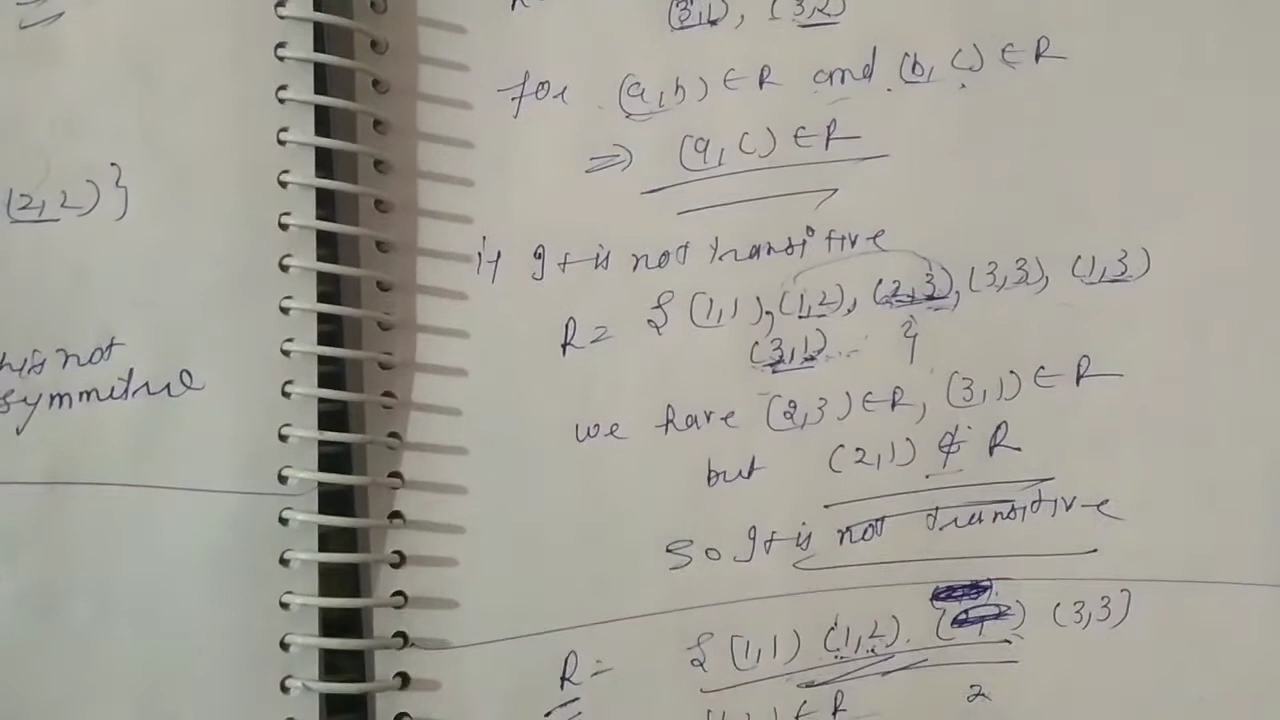 (2,2)}
his not
symmetric
(3,1), (3,2)
for (a,b) ∈ R and (b, c) ∈ R
⇒ (a, c) ∈ R
if It is not transitive
R = { (1,1), (1,2), (2,3), (3,3), (1,3)
(3,1) .. }
we have (2,3) ∈ R, (3,1) ∈ R
but (2,1) ∉ R
So It is not transitive
R = { (1,1) (1,2). (3,3)
∈ R 2